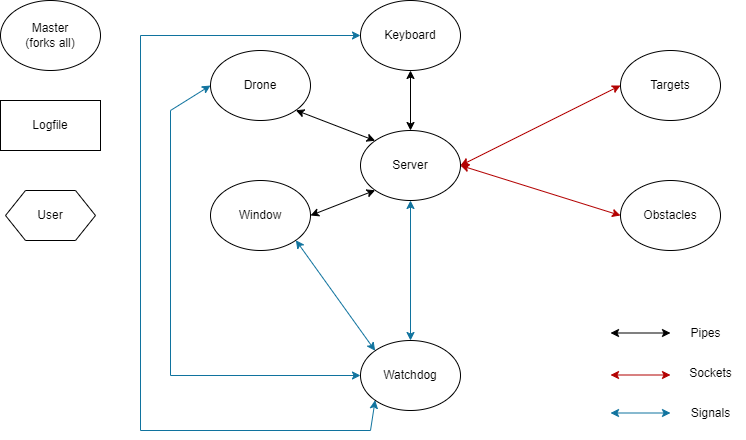 Master
(forks all)
Keyboard
Drone
Targets
Logfile
Server
User
Window
Obstacles
Pipes
Watchdog
Sockets
Signals